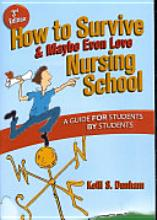 3rd Edition
How to Survive
& Maybe Even Love
Nursing
School
A GUIDE FOR STUDENTS
BY STUDENTS
Kelli S. Dunham